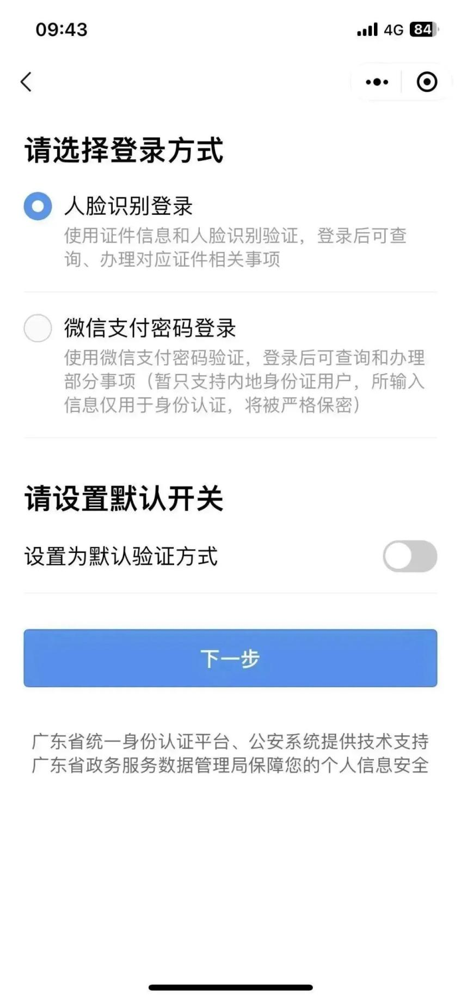 09:43
4G 84
请选择登录方式
人脸识别登录
使用证件信息和人脸识别验证，登录后可查
询、办理对应证件相关事项
微信支付密码登录
使用微信支付密码验证，登录后可查询和办理
部分事项（暂只支持内地身份证用户，所输入
信息仅用于身份认证，将被严格保密）
请设置默认开关
设置为默认验证方式
下一步
广东省统一身份认证平台、公安系统提供技术支持
广东省政务服务数据管理局保障您的个人信息安全